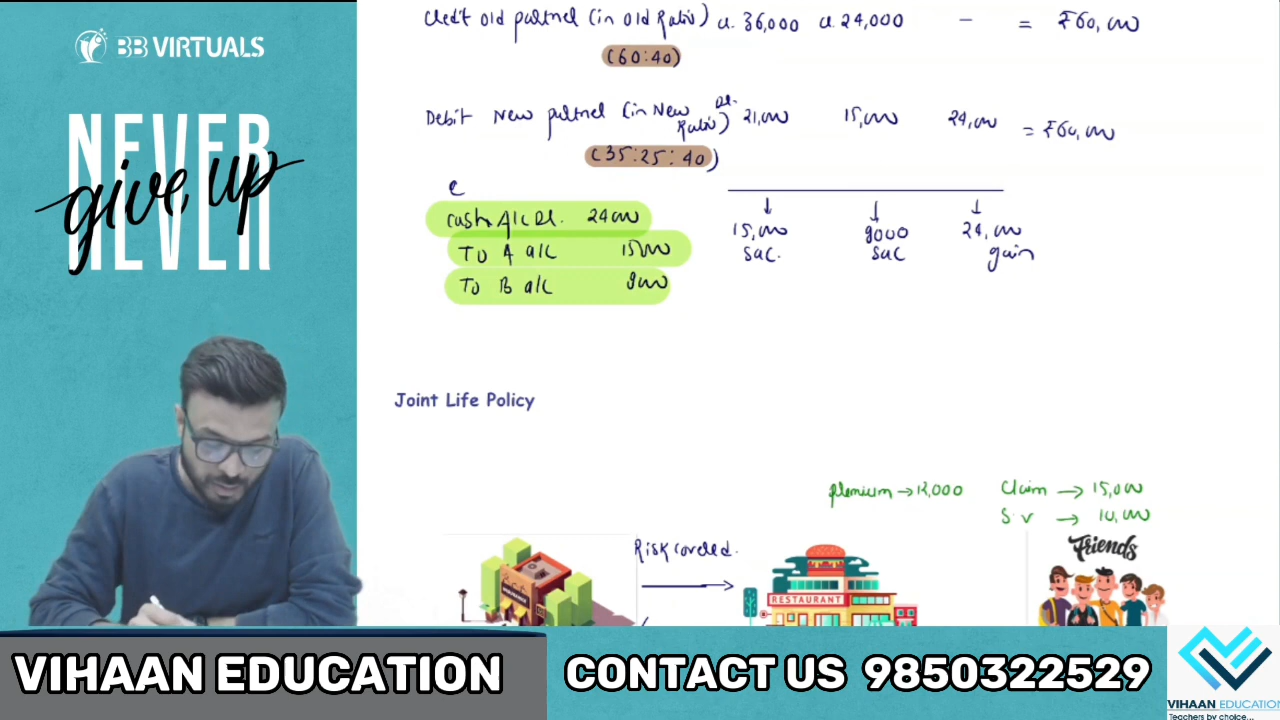 BB VIRTUALS
NEVER
give up
NEVER
Credit old partner (in old Ratio) cr. 36,000 cr. 24,000 - = ₹60,000
(60:40)
Debit New partner (in New Ratio) Dr. 21,000 15,000 24,000 = ₹60,000
(35:25:40)
c
Cash A/c Dr. 24000
To A a/c 15000
To B a/c 9000
15,000 9000 24,000
sac. sac gain
Joint Life Policy
premium → 12,000
Claim → 15,000
S.V → 10,000
Friends
Risk covered.
RESTAURANT
VIHAAN EDUCATION
CONTACT US 9850322529
VIHAAN EDUCATION
Teachers by choice...